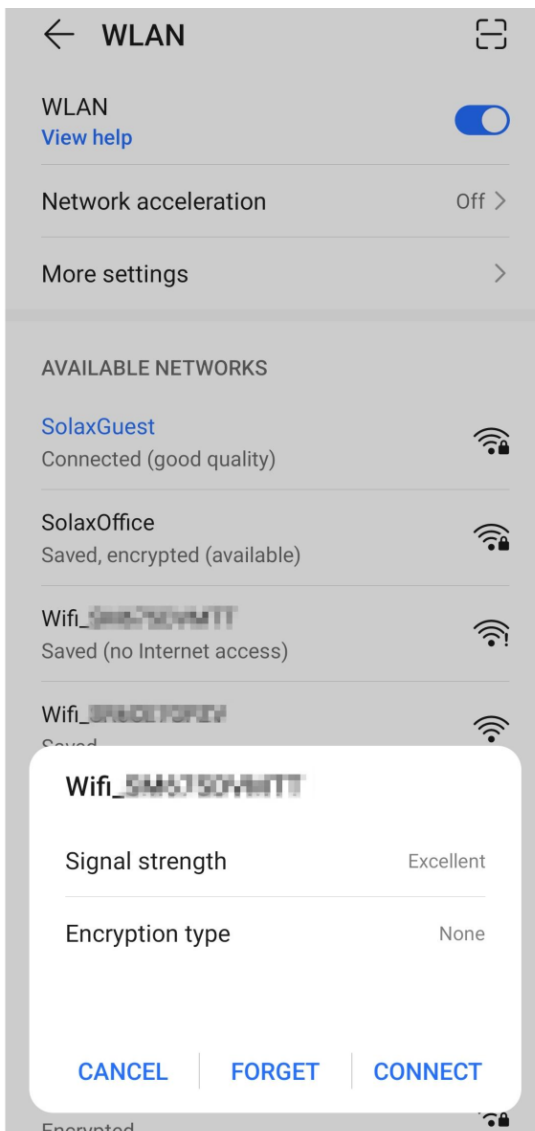 WLAN
WLAN
View help
Network acceleration
Off
More settings
AVAILABLE NETWORKS
SolaxGuest
Connected (good quality)
SolaxOffice
Saved, encrypted (available)
Wifi_
Saved (no Internet access)
Wifi_
Saved
Wifi_
Signal strength
Excellent
Encryption type
None
CANCEL
FORGET
CONNECT
Encrypted